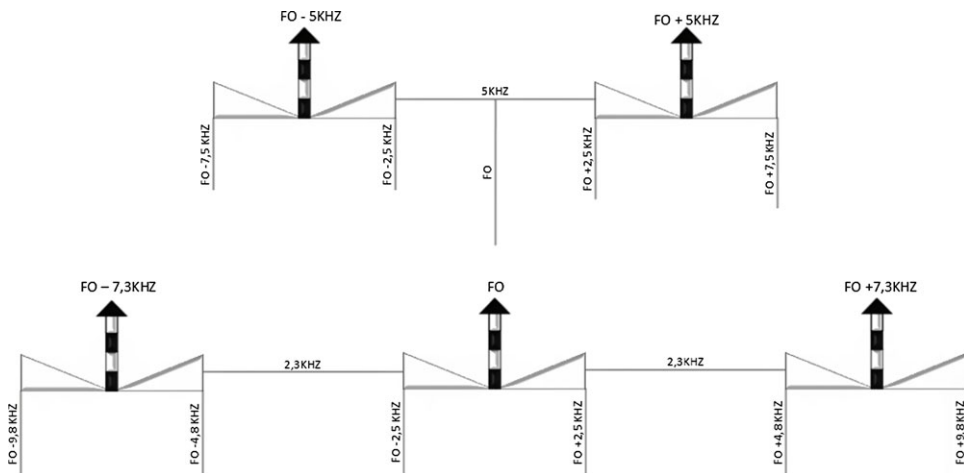 FO - 5KHZ
FO + 5KHZ
5KHZ
FO -7,5 KHZ
FO -2,5 KHZ
FO
FO +2,5 KHZ
FO +7,5 KHZ
FO – 7,3KHZ
FO
FO +7,3KHZ
2,3KHZ
2,3KHZ
FO -9,8 KHZ
FO -4,8 KHZ
FO -2,5 KHZ
FO +2,5 KHZ
FO +4,8 KHZ
FO +9,8 KHZ